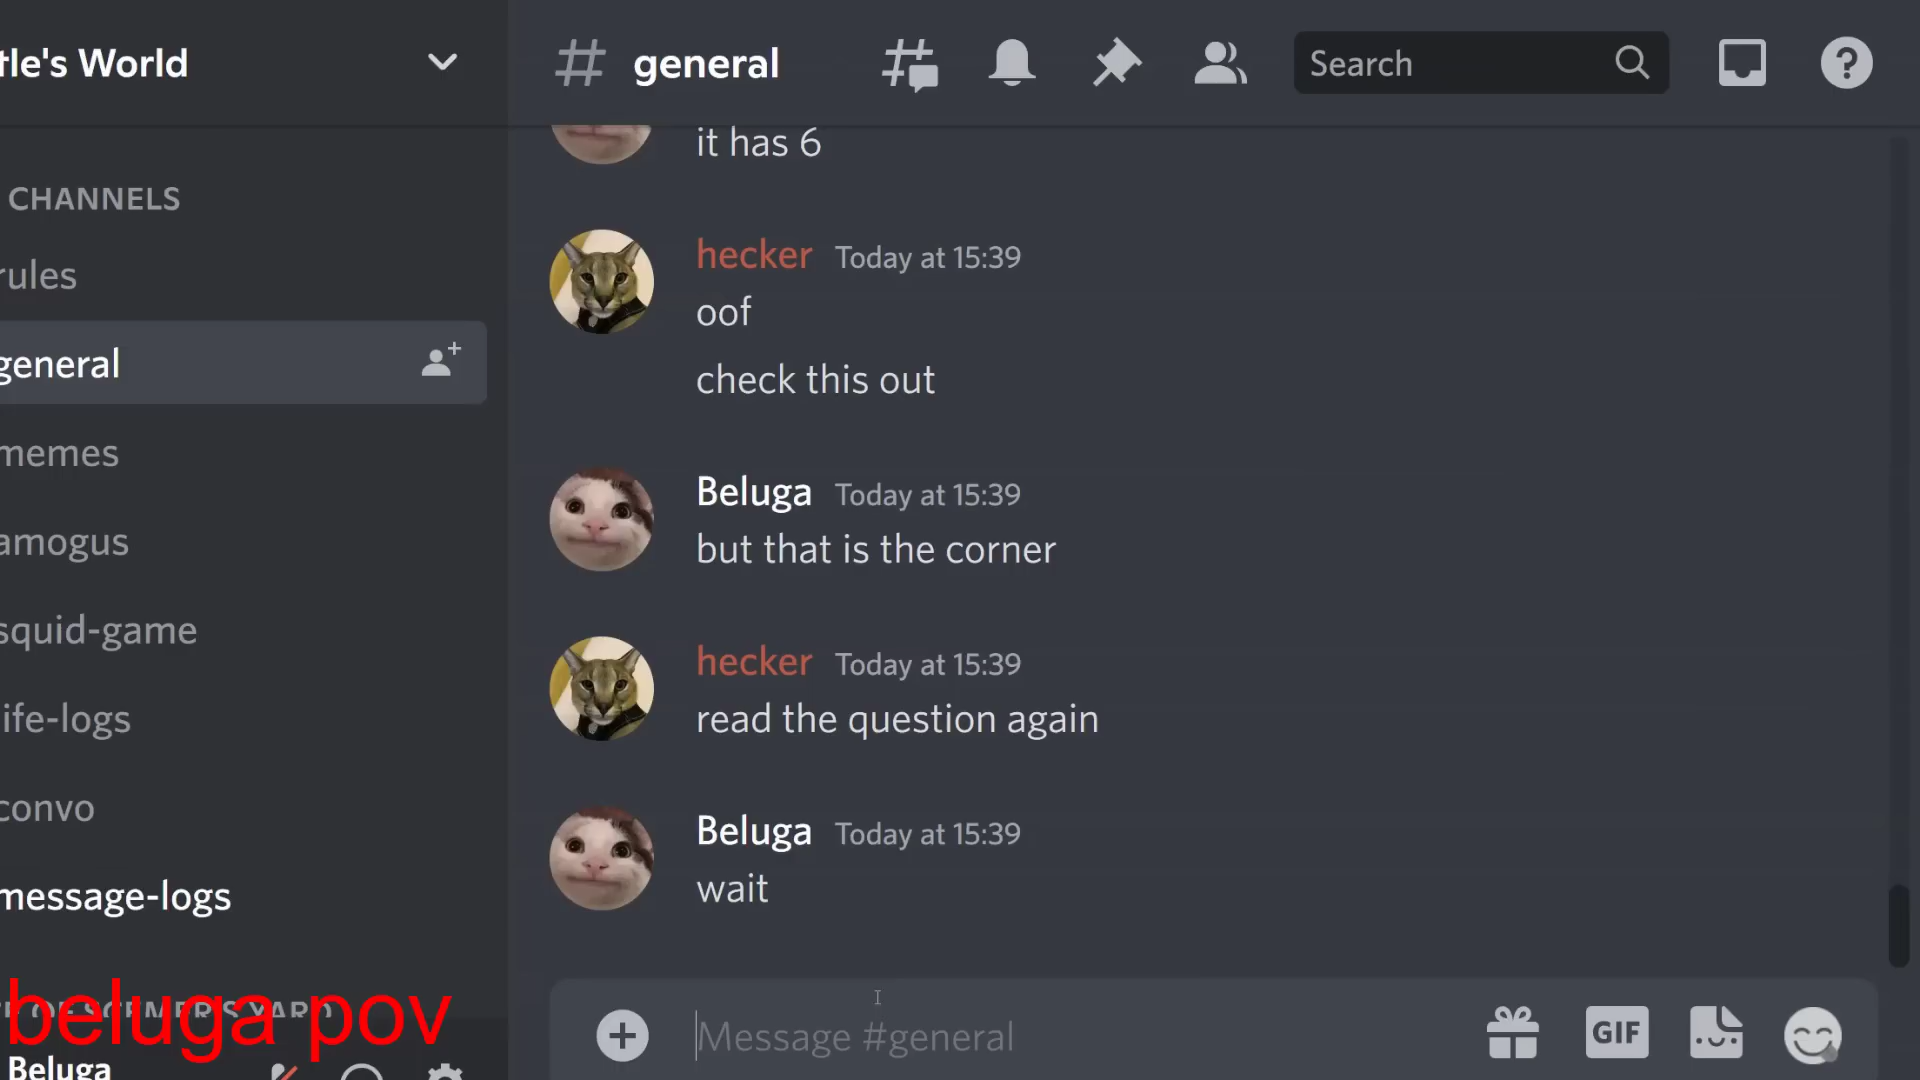 tle's World
CHANNELS
rules
general
memes
amogus
squid-game
ife-logs
convo
message-logs
beluga pov
Beluga
general
Search
it has 6
hecker Today at 15:39
oof
check this out
Beluga Today at 15:39
but that is the corner
hecker Today at 15:39
read the question again
Beluga Today at 15:39
wait
Message #general
GIF